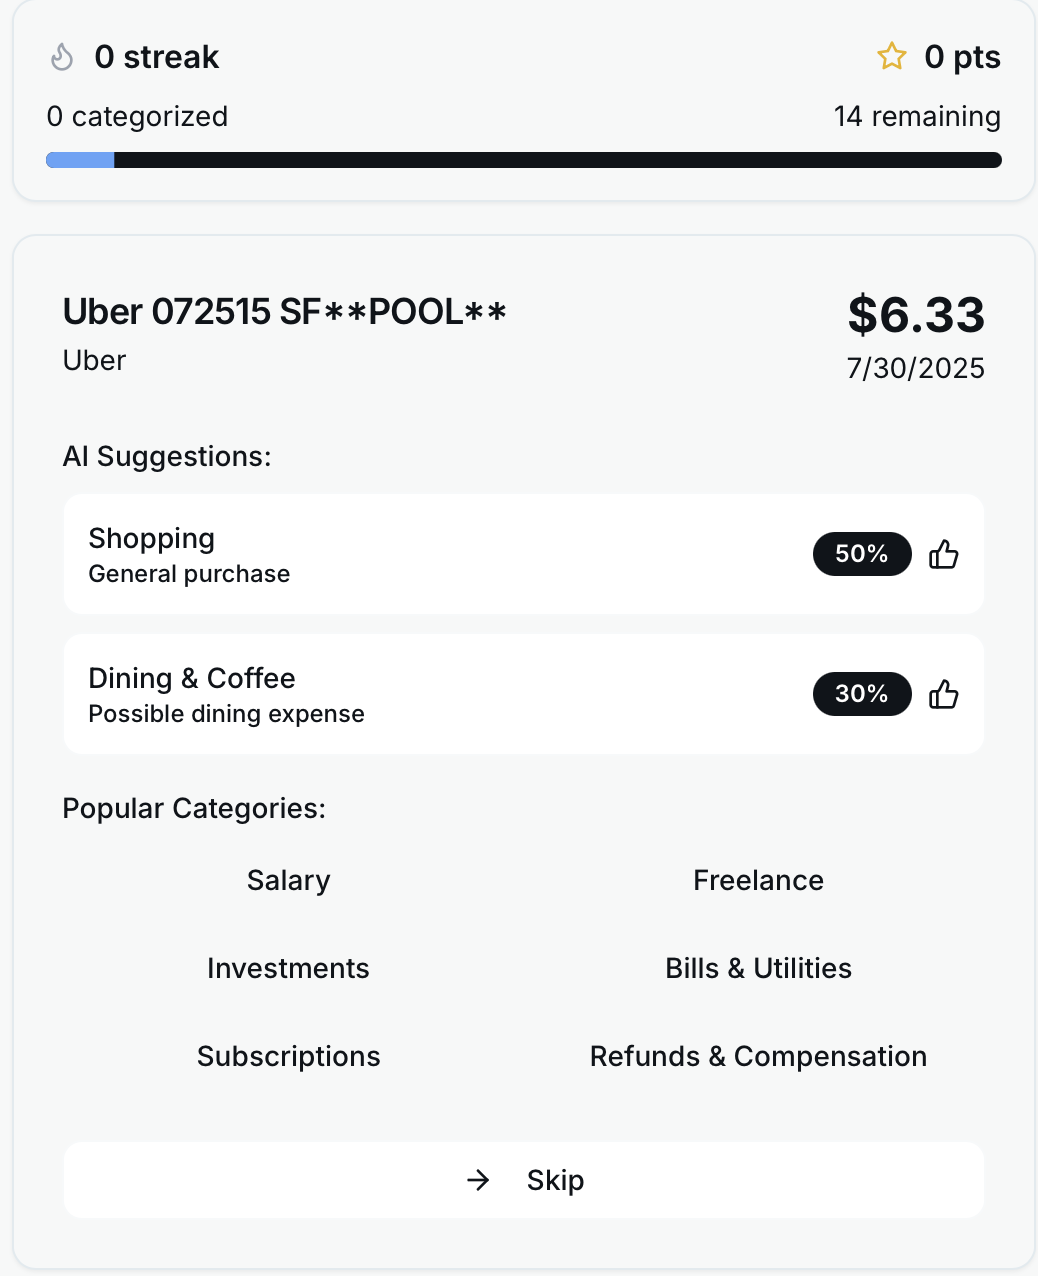 0 streak
0 pts
0 categorized
14 remaining
Uber 072515 SF**POOL**
$6.33
Uber
7/30/2025
AI Suggestions:
Shopping
General purchase
50%
Dining & Coffee
Possible dining expense
30%
Popular Categories:
Salary
Freelance
Investments
Bills & Utilities
Subscriptions
Refunds & Compensation
Skip